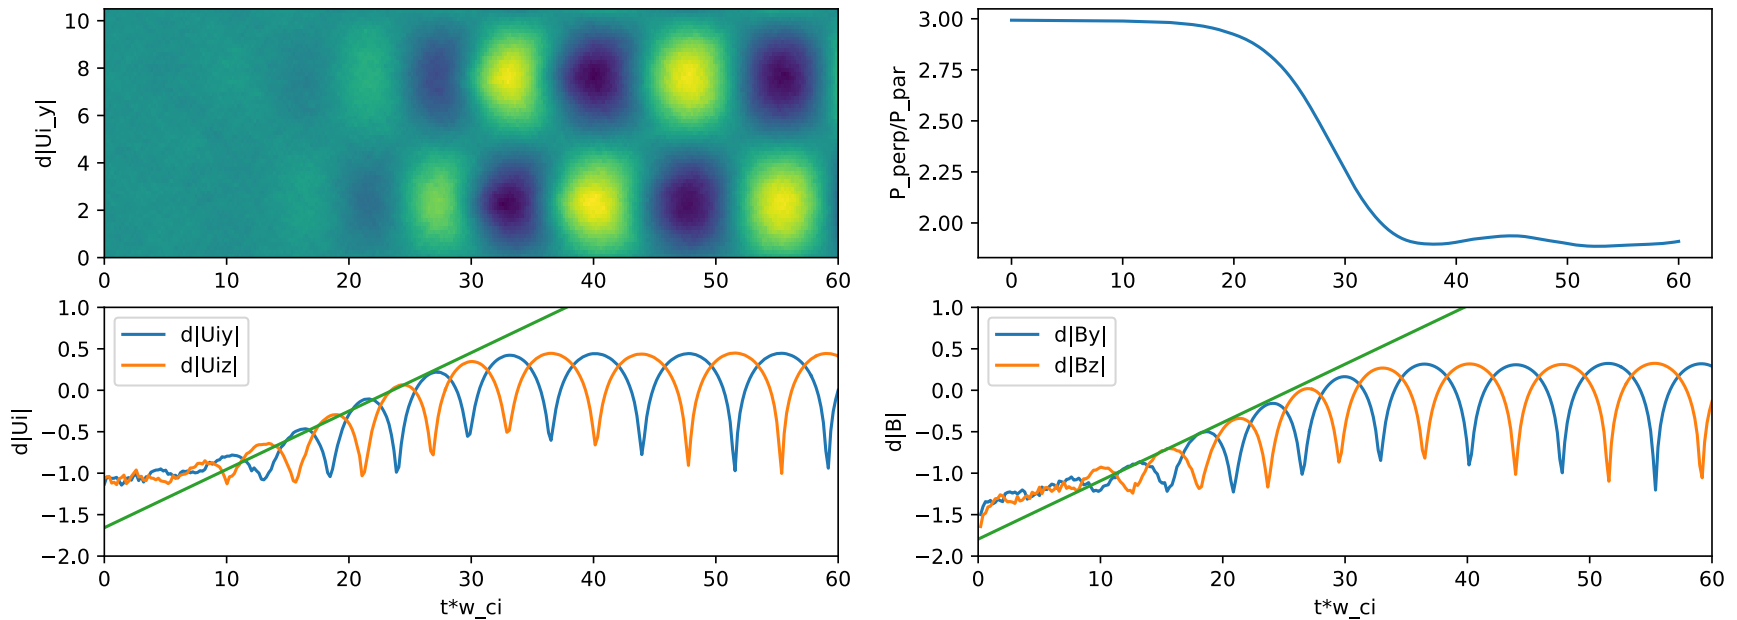 d|Ui_y|
10
8
6
4
2
0
0 10 20 30 40 50 60
P_perp/P_par
3.00
2.75
2.50
2.25
2.00
0 10 20 30 40 50 60
d|Ui|
1.0
0.5
0.0
−0.5
−1.0
−1.5
−2.0
d|Uiy|
d|Uiz|
0 10 20 30 40 50 60
t*w_ci
d|B|
1.0
0.5
0.0
−0.5
−1.0
−1.5
−2.0
d|By|
d|Bz|
0 10 20 30 40 50 60
t*w_ci